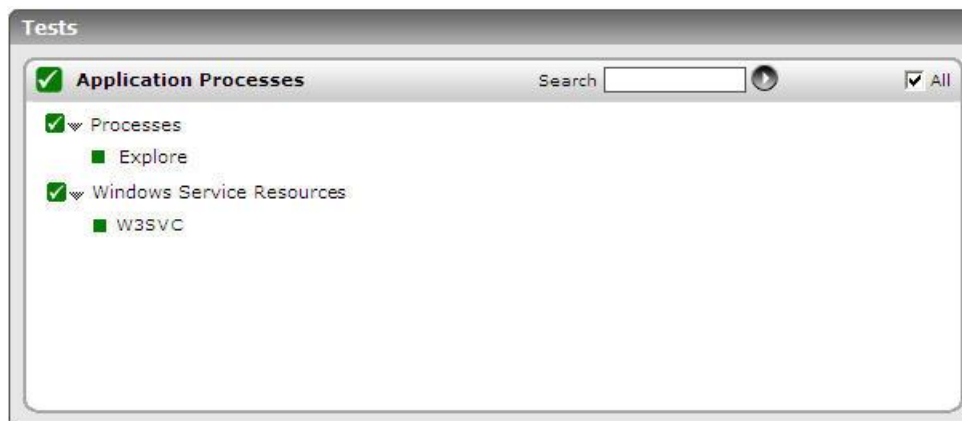 Tests
Application Processes Search All
Processes
Explore
Windows Service Resources
W3SVC